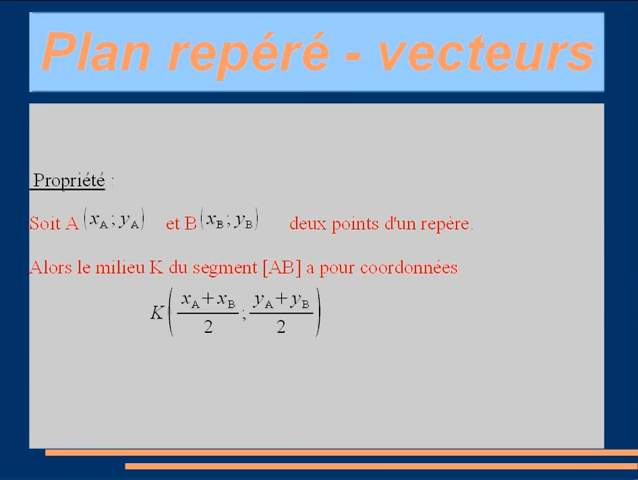 Plan repéré - vecteurs
Propriété :
Soit A (x_A ; y_A) et B (x_B ; y_B) deux points d'un repère.
Alors le milieu K du segment [AB] a pour coordonnées
K ( (x_A + x_B)/2 ; (y_A + y_B)/2 )